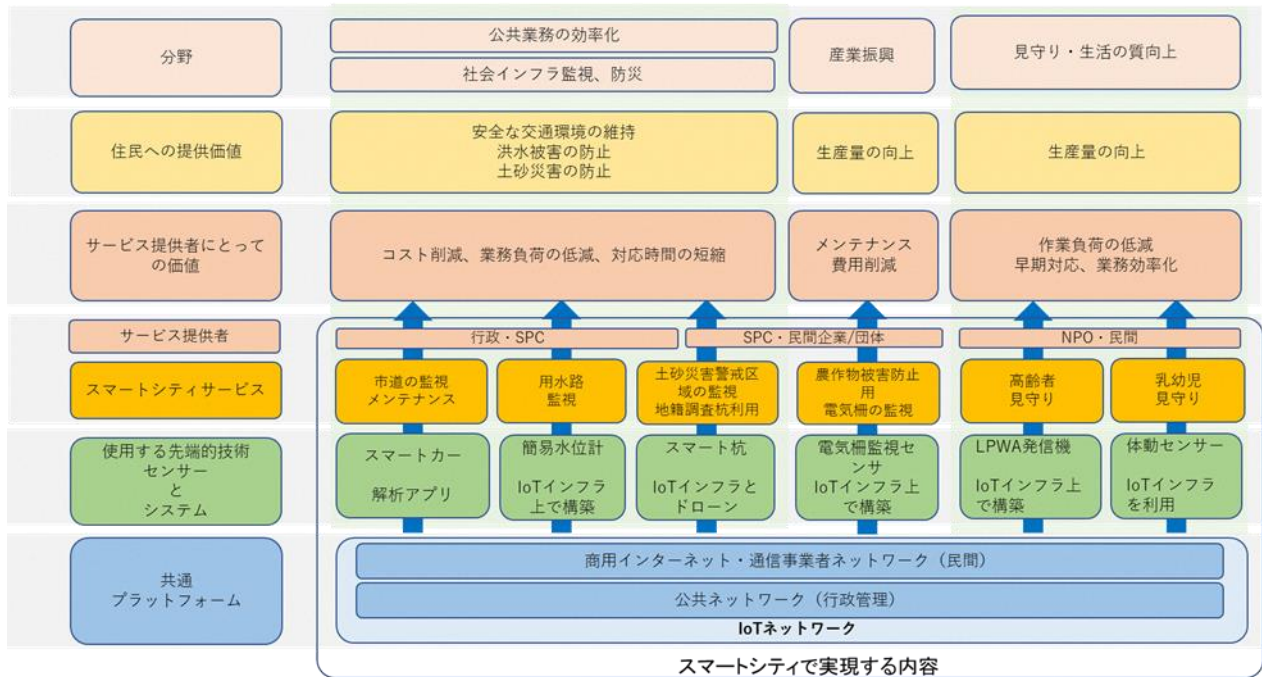 分野
公共業務の効率化
社会インフラ監視、防災
産業振興
見守り・生活の質向上
住民への提供価値
安全な交通環境の維持
洪水被害の防止
土砂災害の防止
生産量の向上
生産量の向上
サービス提供者にとって
の価値
コスト削減、業務負荷の低減、対応時間の短縮
メンテナンス
費用削減
作業負荷の低減
早期対応、業務効率化
サービス提供者
行政・SPC
SPC・民間企業/団体
NPO・民間
スマートシティサービス
市道の監視
メンテナンス
用水路
監視
土砂災害警戒区
域の監視
地籍調査杭利用
農作物被害防止
用
電気柵の監視
高齢者
見守り
乳幼児
見守り
使用する先端的技術
センサー
と
システム
スマートカー
解析アプリ
簡易水位計
IoTインフラ
上で構築
スマート杭
IoTインフラと
ドローン
電気柵監視セ
ンサ
IoTインフラ上
で構築
LPWA発信機
IoTインフラ上
で構築
体動センサー
IoTインフラ
を利用
共通
プラットフォーム
商用インターネット・通信事業者ネットワーク（民間）
公共ネットワーク（行政管理）
IoTネットワーク
スマートシティで実現する内容